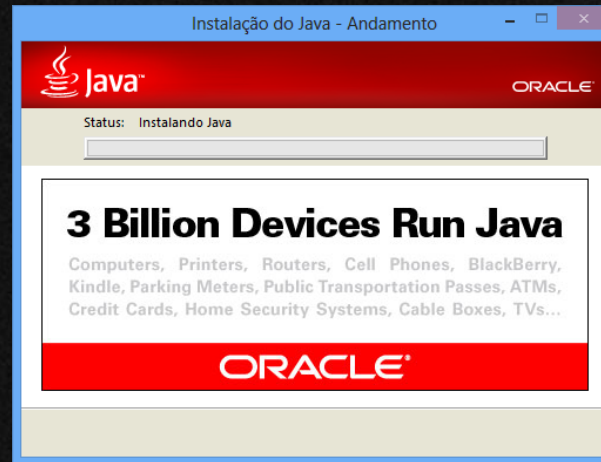 Instalação do Java - Andamento
Java™
ORACLE®
Status: Instalando Java
3 Billion Devices Run Java
Computers, Printers, Routers, Cell Phones, BlackBerry,
Kindle, Parking Meters, Public Transportation Passes, ATMs,
Credit Cards, Home Security Systems, Cable Boxes, TVs...
ORACLE®